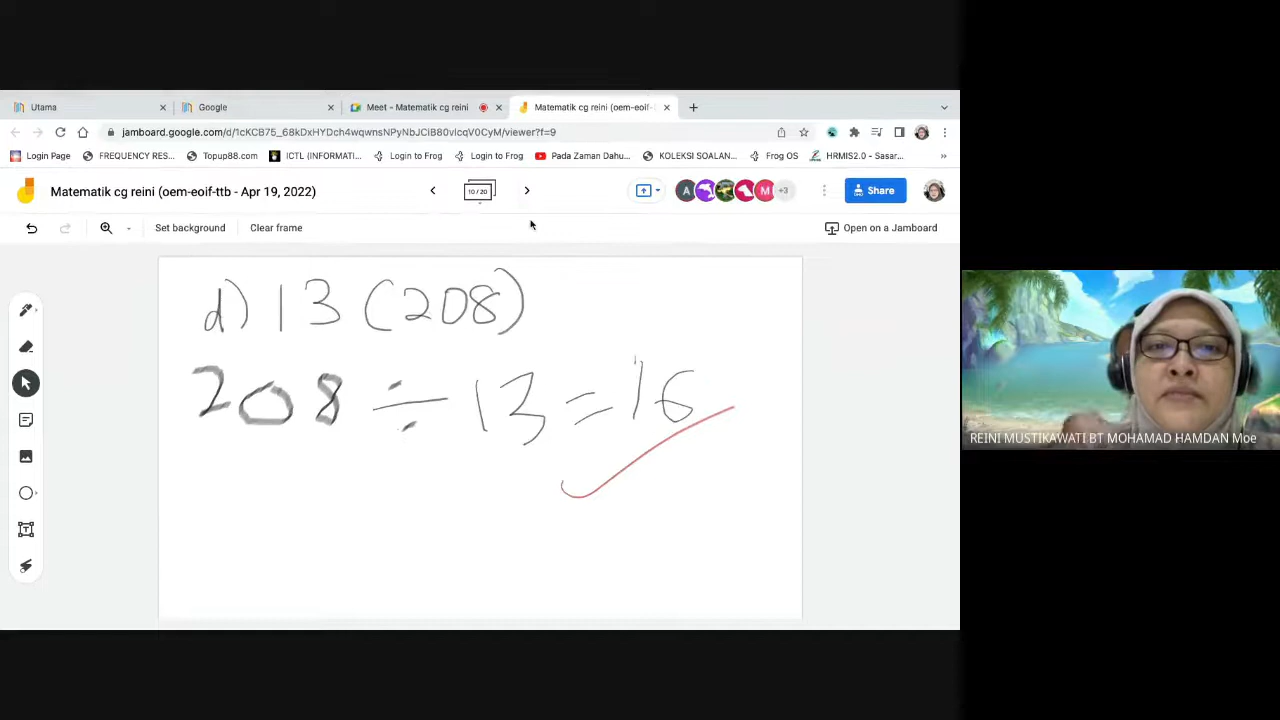 Utama
Google
Meet - Matematik cg reini
Matematik cg reini (oem-eoif-
jamboard.google.com/d/1cKCB75_68kDxHYDch4wqwnsNPyNbJCiB80vlcqV0CyM/viewer?f=9
Login Page
FREQUENCY RES...
Topup88.com
ICTL (INFORMATI...
Login to Frog
Login to Frog
Pada Zaman Dahu...
KOLEKSI SOALAN...
Frog OS
HRMIS2.0 - Sasar...
»
Matematik cg reini (oem-eoif-ttb - Apr 19, 2022)
10 / 20
A
M
+3
Share
Set background
Clear frame
Open on a Jamboard
d) 13 (208)
208 ÷ 13 = 16
REINI MUSTIKAWATI BT MOHAMAD HAMDAN Moe